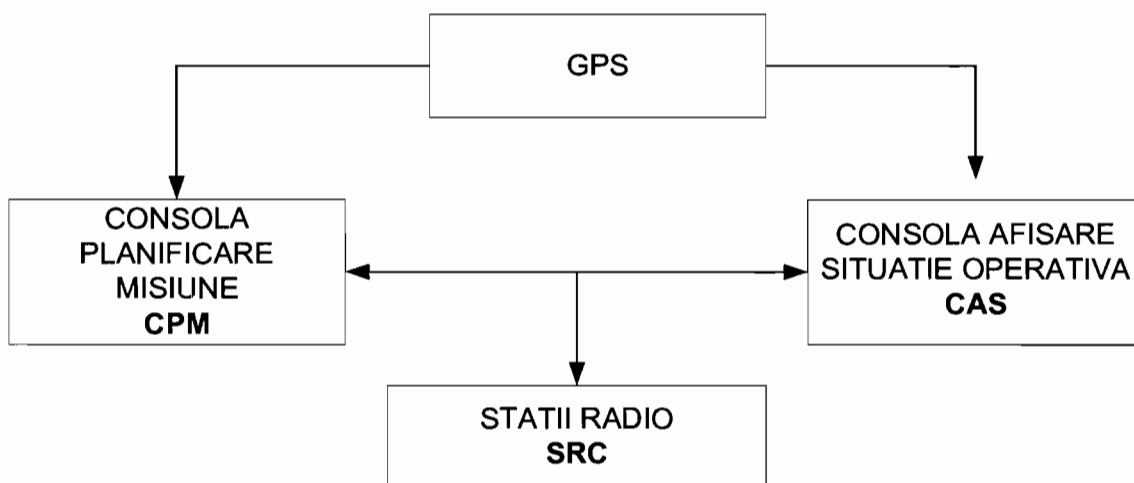 GPS
CONSOLA
PLANIFICARE
MISIUNE
CPM
CONSOLA AFISARE
SITUATIE OPERATIVA
CAS
STATII RADIO
SRC